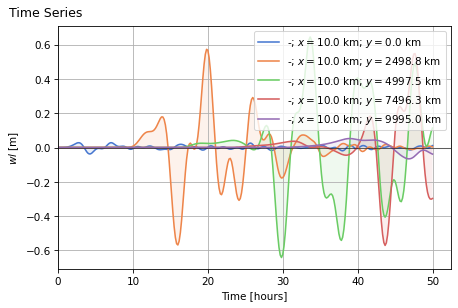 Time Series
-; x = 10.0 km; y = 0.0 km
-; x = 10.0 km; y = 2498.8 km
-; x = 10.0 km; y = 4997.5 km
-; x = 10.0 km; y = 7496.3 km
-; x = 10.0 km; y = 9995.0 km
wl [m]
0.6
0.4
0.2
0.0
−0.2
−0.4
−0.6
0 10 20 30 40 50
Time [hours]